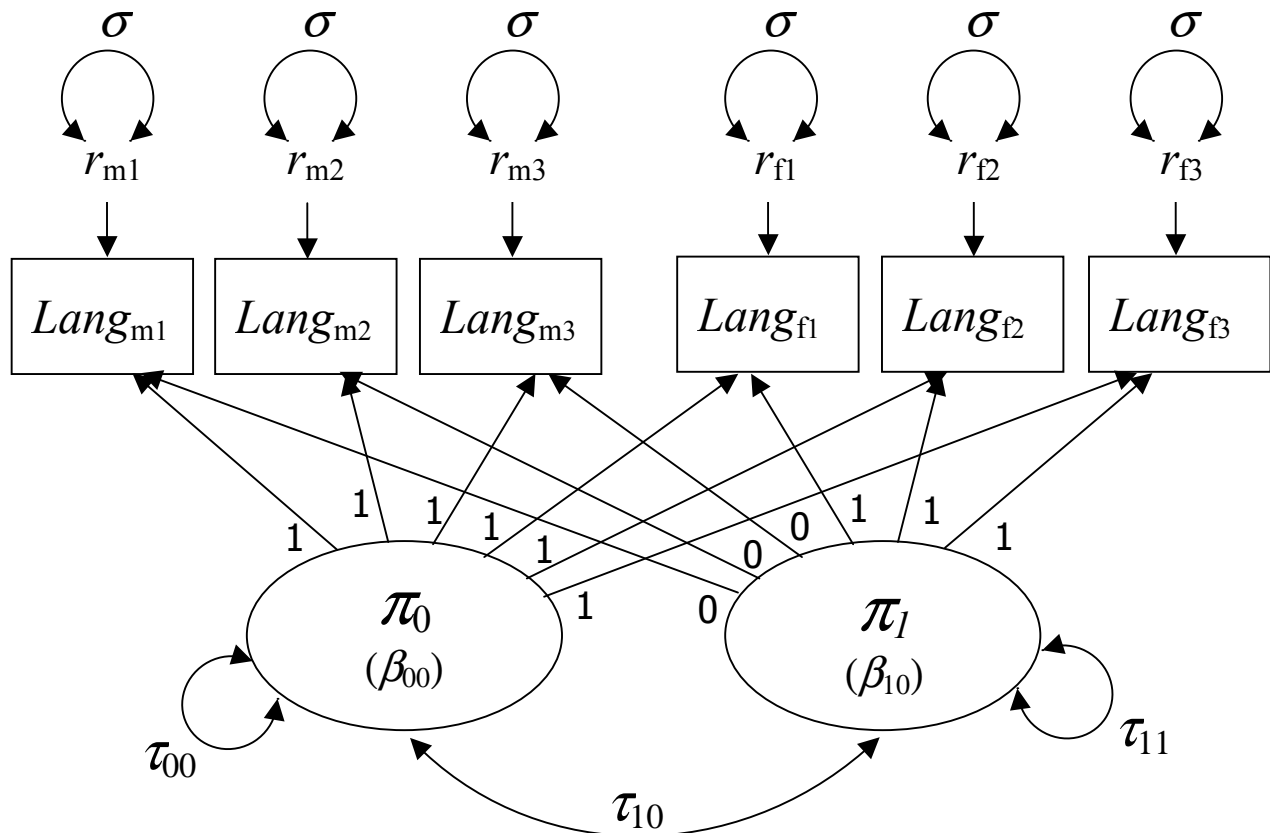 σ σ σ σ σ σ
r_m1 r_m2 r_m3 r_f1 r_f2 r_f3
Lang_m1 Lang_m2 Lang_m3 Lang_f1 Lang_f2 Lang_f3
1 1 1 1 1 1 0 0 0 1 1 1
π_0 π_1
(β_00) (β_10)
τ_00 τ_11
τ_10